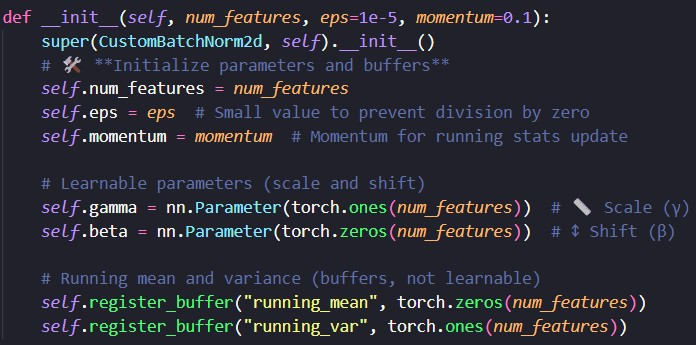 def __init__(self, num_features, eps=1e-5, momentum=0.1):
    super(CustomBatchNorm2d, self).__init__()
    # 🛠 **Initialize parameters and buffers**
    self.num_features = num_features
    self.eps = eps  # Small value to prevent division by zero
    self.momentum = momentum  # Momentum for running stats update

    # Learnable parameters (scale and shift)
    self.gamma = nn.Parameter(torch.ones(num_features))  # 📏 Scale (γ)
    self.beta = nn.Parameter(torch.zeros(num_features))  # ↕ Shift (β)

    # Running mean and variance (buffers, not learnable)
    self.register_buffer("running_mean", torch.zeros(num_features))
    self.register_buffer("running_var", torch.ones(num_features))